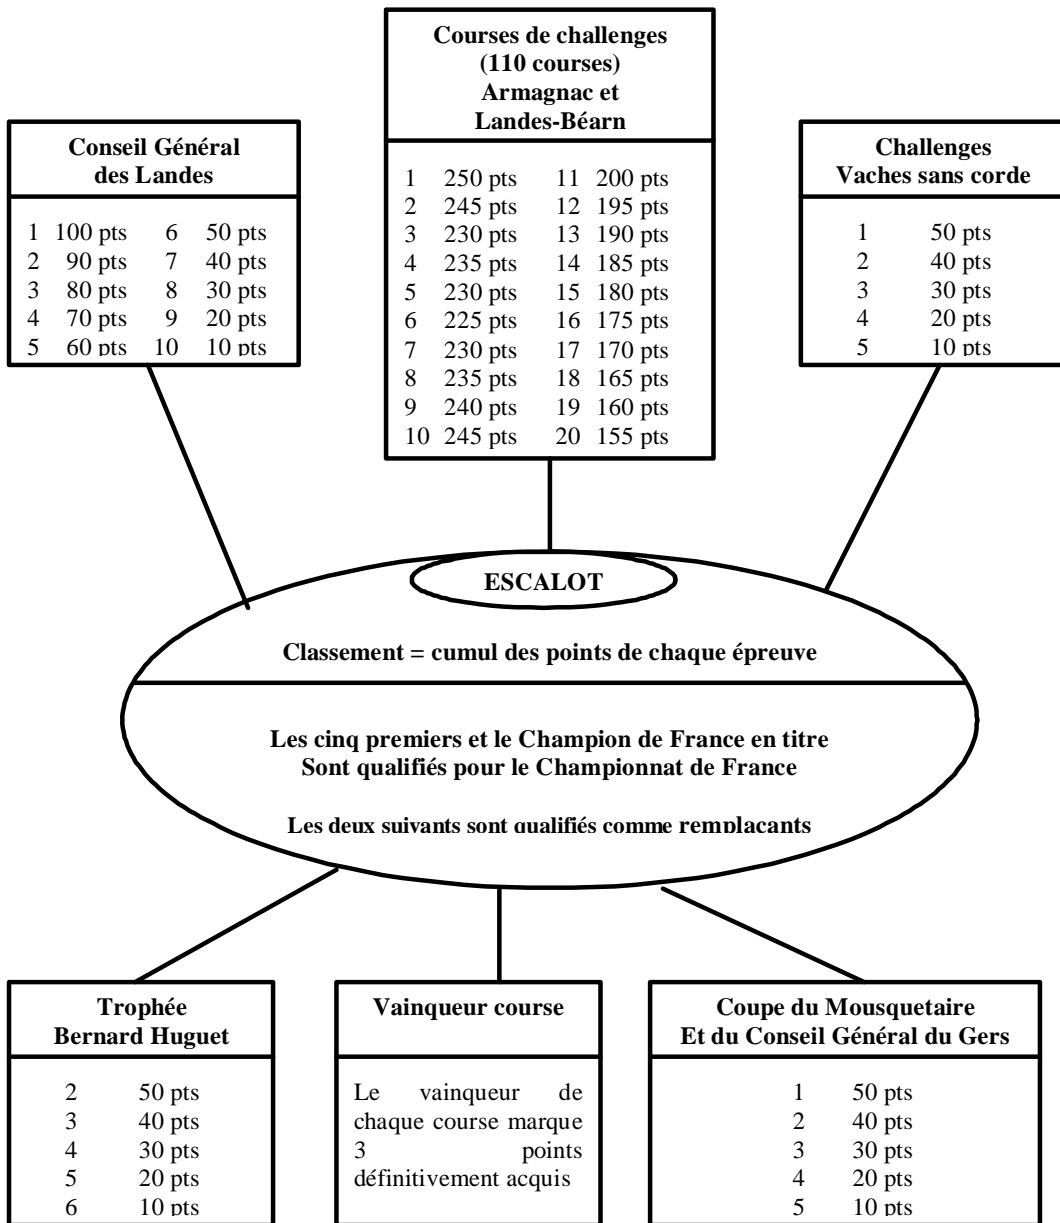 Courses de challenges
(110 courses)
Armagnac et
Landes-Béarn
1 250 pts 11 200 pts
2 245 pts 12 195 pts
3 230 pts 13 190 pts
4 235 pts 14 185 pts
5 230 pts 15 180 pts
6 225 pts 16 175 pts
7 230 pts 17 170 pts
8 235 pts 18 165 pts
9 240 pts 19 160 pts
10 245 pts 20 155 pts
Conseil Général
des Landes
1 100 pts 6 50 pts
2 90 pts 7 40 pts
3 80 pts 8 30 pts
4 70 pts 9 20 pts
5 60 pts 10 10 pts
Challenges
Vaches sans corde
1 50 pts
2 40 pts
3 30 pts
4 20 pts
5 10 pts
ESCALOT
Classement = cumul des points de chaque épreuve
Les cinq premiers et le Champion de France en titre
Sont qualifiés pour le Championnat de France
Les deux suivants sont qualifiés comme remplaçants
Trophée
Bernard Huguet
2 50 pts
3 40 pts
4 30 pts
5 20 pts
6 10 pts
Vainqueur course
Le vainqueur de
chaque course marque
3 points
définitivement acquis
Coupe du Mousquetaire
Et du Conseil Général du Gers
1 50 pts
2 40 pts
3 30 pts
4 20 pts
5 10 pts